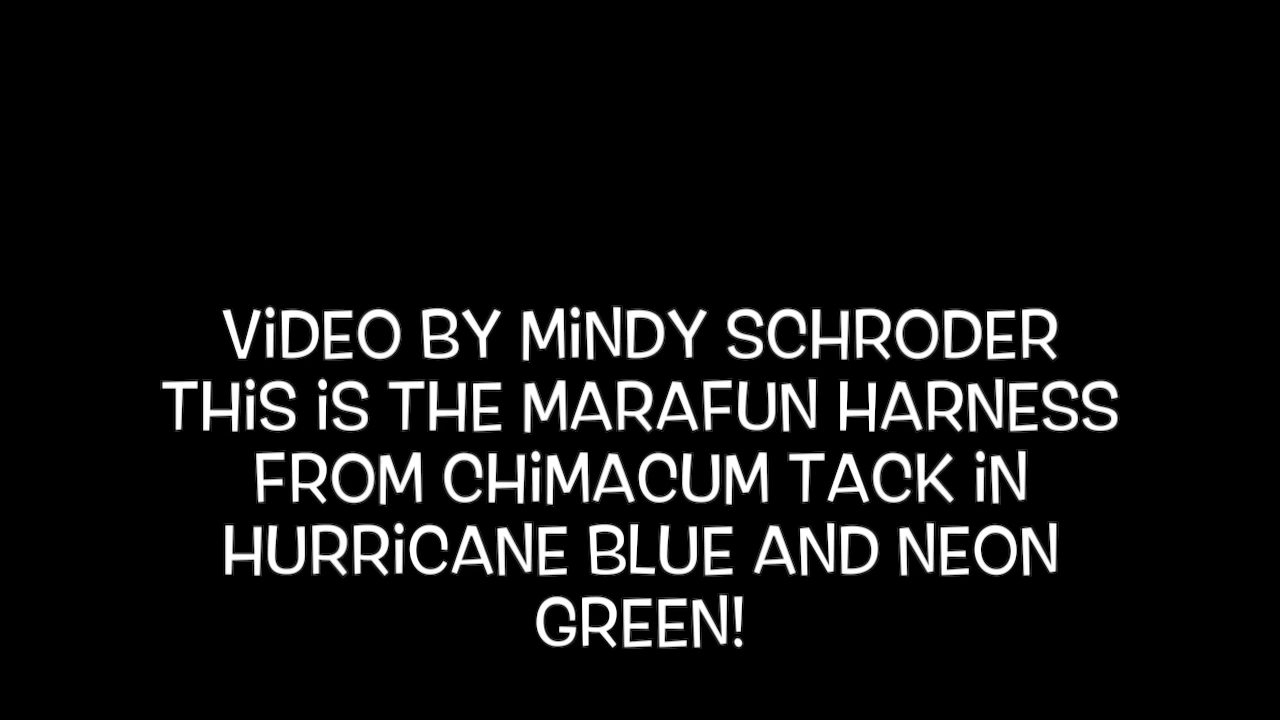 ViDEO BY MiNDY SCHRODER
THiS iS THE MARAFUN HARNESS
FROM CHiMACUM TACK iN
HURRiCANE BLUE AND NEON
GREEN!